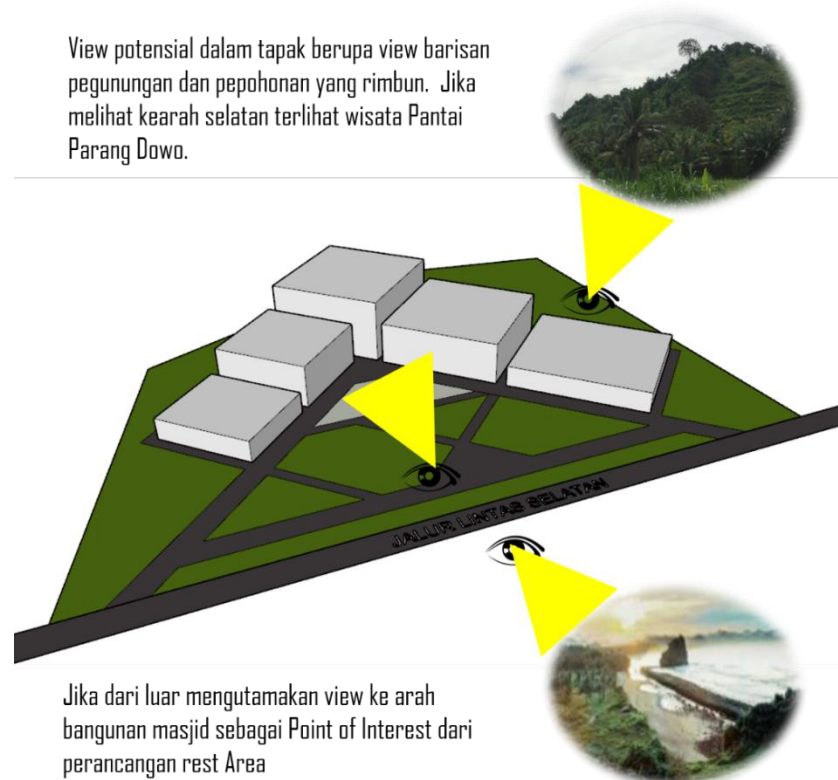 View potensial dalam tapak berupa view barisan
pegunungan dan pepohonan yang rimbun. Jika
melihat kearah selatan terlihat wisata Pantai
Parang Dowo.
JALUR LINTAS SELATAN
Jika dari luar mengutamakan view ke arah
bangunan masjid sebagai Point of Interest dari
perancangan rest Area